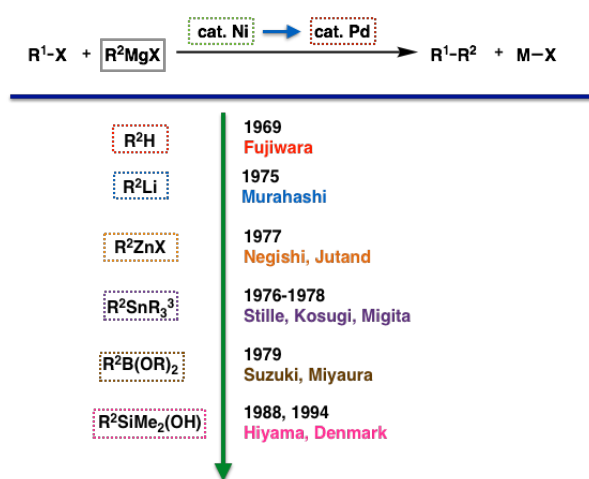 cat. Ni cat. Pd
R¹-X + R²MgX R¹-R² + M-X
R²H
1969
Fujiwara
R²Li
1975
Murahashi
R²ZnX
1977
Negishi, Jutand
R²SnR₃³
1976-1978
Stille, Kosugi, Migita
R²B(OR)₂
1979
Suzuki, Miyaura
R²SiMe₂(OH)
1988, 1994
Hiyama, Denmark